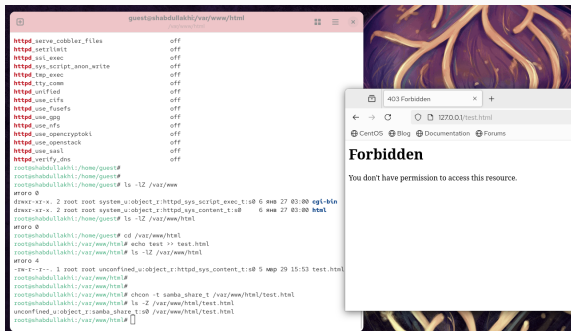 guest@shabdullakhi:/var/www/html
/var/www/html
httpd_serve_cobbler_files off
httpd_setrlimit off
httpd_ssi_exec off
httpd_sys_script_anon_write off
httpd_tmp_exec off
httpd_tty_comm off
httpd_unified off
httpd_use_cifs off
httpd_use_fusefs off
httpd_use_gpg off
httpd_use_nfs off
httpd_use_opencryptoki off
httpd_use_openstack off
httpd_use_sasl off
httpd_verify_dns off
root@shabdullakhi:/home/guest#
root@shabdullakhi:/home/guest#
root@shabdullakhi:/home/guest# ls -lZ /var/www
итого 0
drwxr-xr-x. 2 root root system_u:object_r:httpd_sys_script_exec_t:s0 6 янв 27 03:00 cgi-bin
drwxr-xr-x. 2 root root system_u:object_r:httpd_sys_content_t:s0 6 янв 27 03:00 html
root@shabdullakhi:/home/guest# ls -lZ /var/www/html
итого 0
root@shabdullakhi:/home/guest# cd /var/www/html
root@shabdullakhi:/var/www/html# echo test >> test.html
root@shabdullakhi:/var/www/html# ls -lZ /var/www/html
итого 4
-rw-r--r--. 1 root root unconfined_u:object_r:httpd_sys_content_t:s0 5 мар 29 15:53 test.html
root@shabdullakhi:/var/www/html#
root@shabdullakhi:/var/www/html#
root@shabdullakhi:/var/www/html# chcon -t samba_share_t /var/www/html/test.html
root@shabdullakhi:/var/www/html# ls -Z /var/www/html/test.html
unconfined_u:object_r:samba_share_t:s0 /var/www/html/test.html
root@shabdullakhi:/var/www/html#
403 Forbidden
127.0.0.1/test.html
CentOS Blog Documentation Forums
Forbidden
You don't have permission to access this resource.